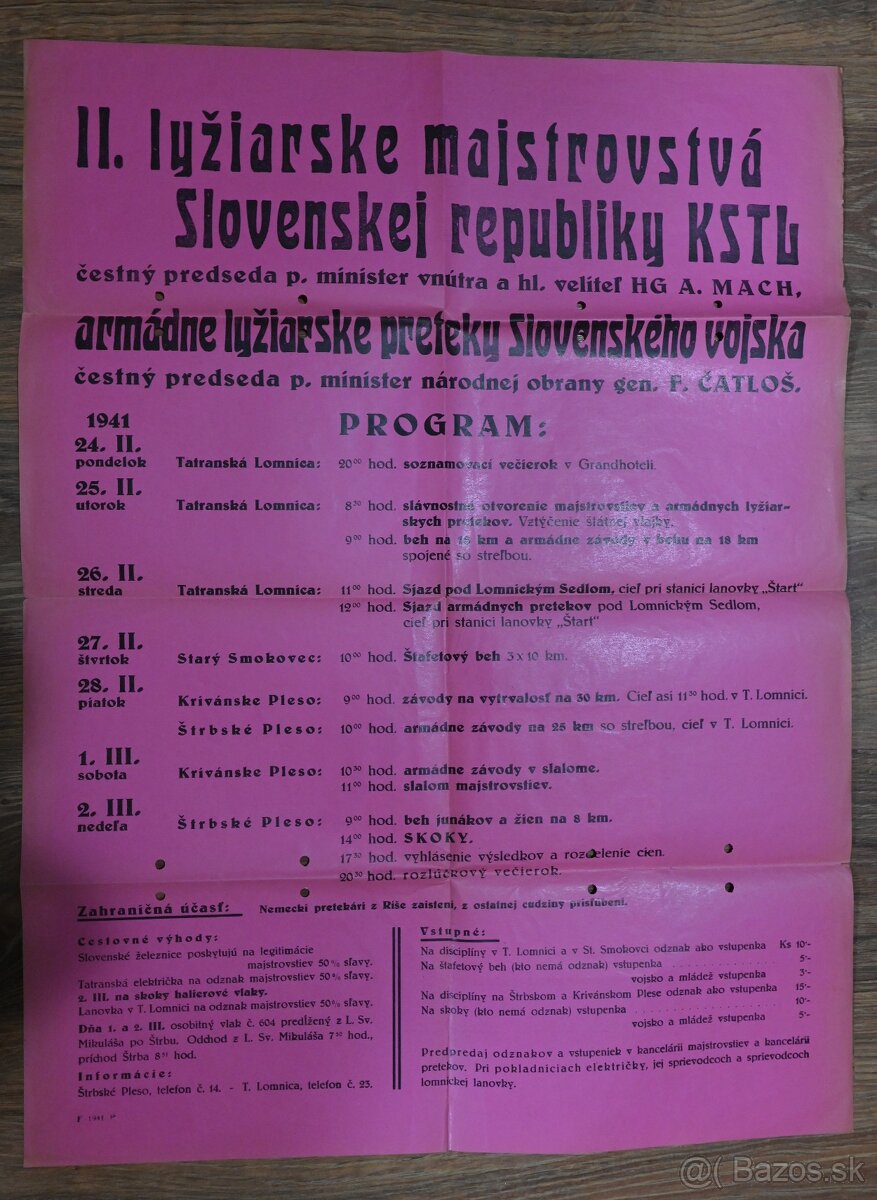 II. lyžiarske majstrovstvá
Slovenskej republiky KSTL
čestný predseda p. minister vnútra a hl. veliteľ HG A. MACH,
armádne lyžiarske preteky Slovenského vojska
čestný predseda p. minister národnej obrany gen. F. ČATLOŠ.
1941 PROGRAM:
24. II.
pondelok Tatranská Lomnica: 20⁰⁰ hod. soznamovací večierok v Grandhoteli.
25. II.
utorok Tatranská Lomnica: 8³⁰ hod. slávnostné otvorenie majstrovstiev a armádnych lyžiar-
skych pretekov. Vztýčenie štátnej vlajky.
9⁰⁰ hod. beh na 18 km a armádne závody v behu na 18 km
spojené so streľbou.
26. II.
streda Tatranská Lomnica: 11⁰⁰ hod. Sjazd pod Lomnickým Sedlom, cieľ pri stanici lanovky „Štart"
12⁰⁰ hod. Sjazd armádnych pretekov pod Lomnickým Sedlom,
cieľ pri stanici lanovky „Štart"
27. II.
štvrtok Starý Smokovec: 10⁰⁰ hod. Štafetový beh 3 x 10 km.
28. II.
piatok Krivánske Pleso: 9⁰⁰ hod. závody na vytrvalosť na 30 km. Cieľ asi 11³⁰ hod. v T. Lomnici.
Štrbské Pleso: 10⁰⁰ hod. armádne závody na 25 km so streľbou, cieľ v T. Lomnici.
1. III.
sobota Krivánske Pleso: 10³⁰ hod. armádne závody v slalome.
11⁰⁰ hod. slalom majstrovstiev.
2. III.
nedeľa Štrbské Pleso: 9⁰⁰ hod. beh junákov a žien na 8 km.
14⁰⁰ hod. SKOKY.
17³⁰ hod. vyhlásenie výsledkov a rozdelenie cien.
20³⁰ hod. rozlúčkový večierok.
Zahraničná účasť: Nemeckí pretekári z Ríše zaistení, z ostatnej cudziny prisľúbení.
Cestovné výhody:
Slovenské železnice poskytujú na legitimácie
majstrovstiev 50% sľavy.
Tatranská električka na odznak majstrovstiev 50% sľavy.
2. III. na skoky halierové vlaky.
Lanovka v T. Lomnici na odznak majstrovstiev 50% sľavy.
Dňa 1. a 2. III. osobitný vlak č. 604 predĺžený z L. Sv.
Mikuláša po Štrbu. Odchod z L. Sv. Mikuláša 7³⁰ hod.,
príchod Štrba 8⁵¹ hod.
Informácie:
Štrbské Pleso, telefon č. 14. - T. Lomnica, telefon č. 23.
Vstupné:
Na disciplíny v T. Lomnici a v St. Smokovci odznak ako vstupenka Ks 10·-
Na štafetový beh (kto nemá odznak) vstupenka 5·-
vojsko a mládež vstupenka 3·-
Na disciplíny na Štrbskom a Krivánskom Plese odznak ako vstupenka 15·-
Na skoky (kto nemá odznak) vstupenka 10·-
vojsko a mládež vstupenka 5·-
Predpredaj odznakov a vstupeniek v kancelárii majstrovstiev a kancelárii
pretekov. Pri pokladniciach električky, jej sprievodcoch a sprievodcoch
lomnickej lanovky.
F 1941 P
@(Bazos.sk